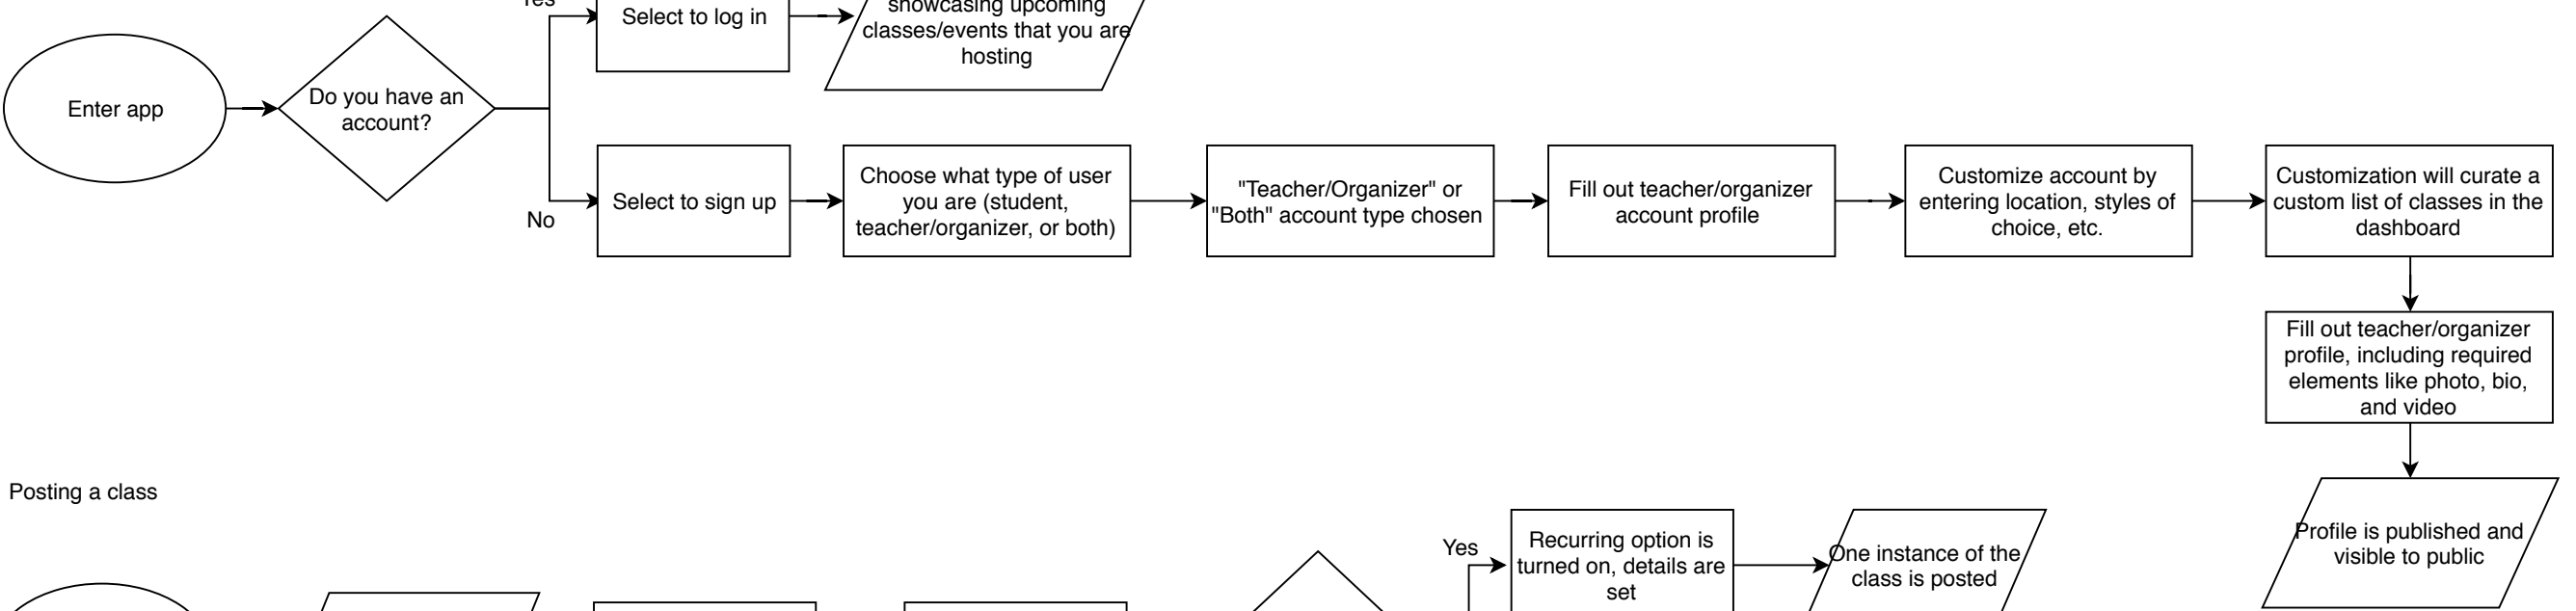 Yes
Select to log in
showcasing upcoming
classes/events that you are
hosting
Enter app
Do you have an
account?
No
Select to sign up
Choose what type of user
you are (student,
teacher/organizer, or both)
"Teacher/Organizer" or
"Both" account type chosen
Fill out teacher/organizer
account profile
Customize account by
entering location, styles of
choice, etc.
Customization will curate a
custom list of classes in the
dashboard
Fill out teacher/organizer
profile, including required
elements like photo, bio,
and video
Profile is published and
visible to public
Posting a class
Yes
Recurring option is
turned on, details are
set
One instance of the
class is posted